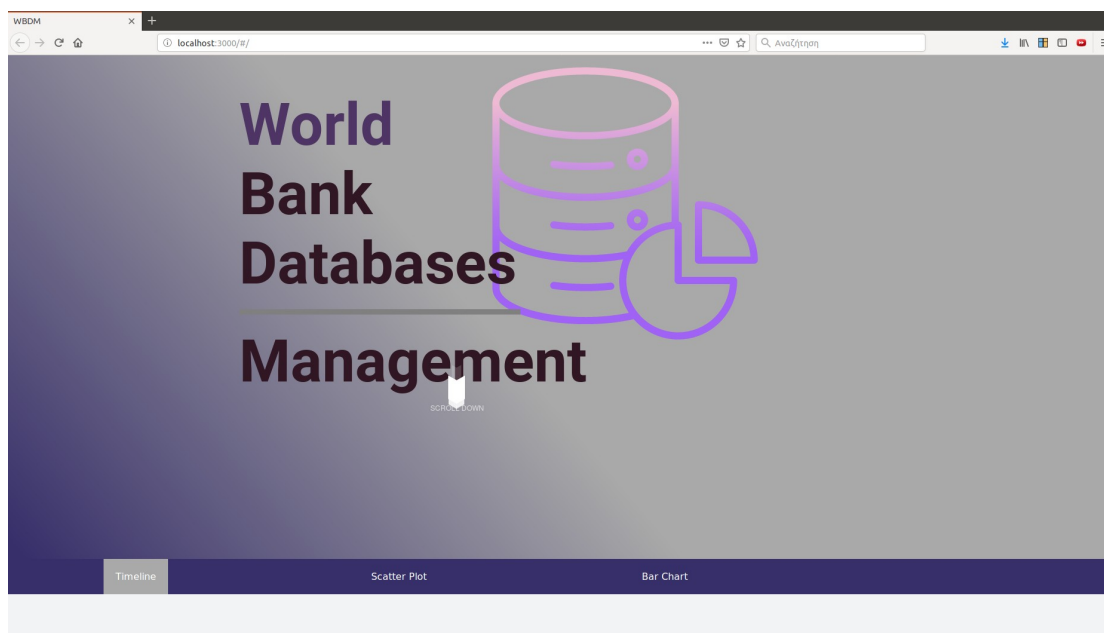 WBDM
localhost:3000/#/
Αναζήτηση
World
Bank
Databases
Management
SCROLL DOWN
Timeline
Scatter Plot
Bar Chart